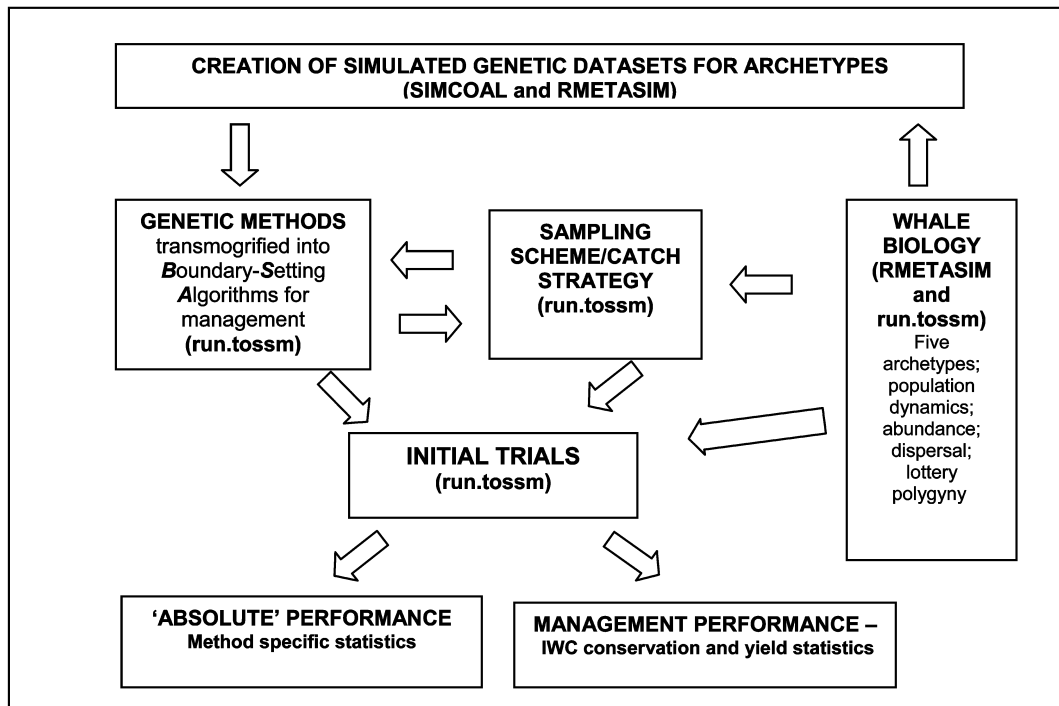 CREATION OF SIMULATED GENETIC DATASETS FOR ARCHETYPES
(SIMCOAL and RMETASIM)
GENETIC METHODS
transmogrified into
Boundary-Setting
Algorithms for
management
(run.tossm)
SAMPLING
SCHEME/CATCH
STRATEGY
(run.tossm)
WHALE
BIOLOGY
(RMETASIM
and
run.tossm)
Five
archetypes;
population
dynamics;
abundance;
dispersal;
lottery
polygyny
INITIAL TRIALS
(run.tossm)
‘ABSOLUTE’ PERFORMANCE
Method specific statistics
MANAGEMENT PERFORMANCE –
IWC conservation and yield statistics